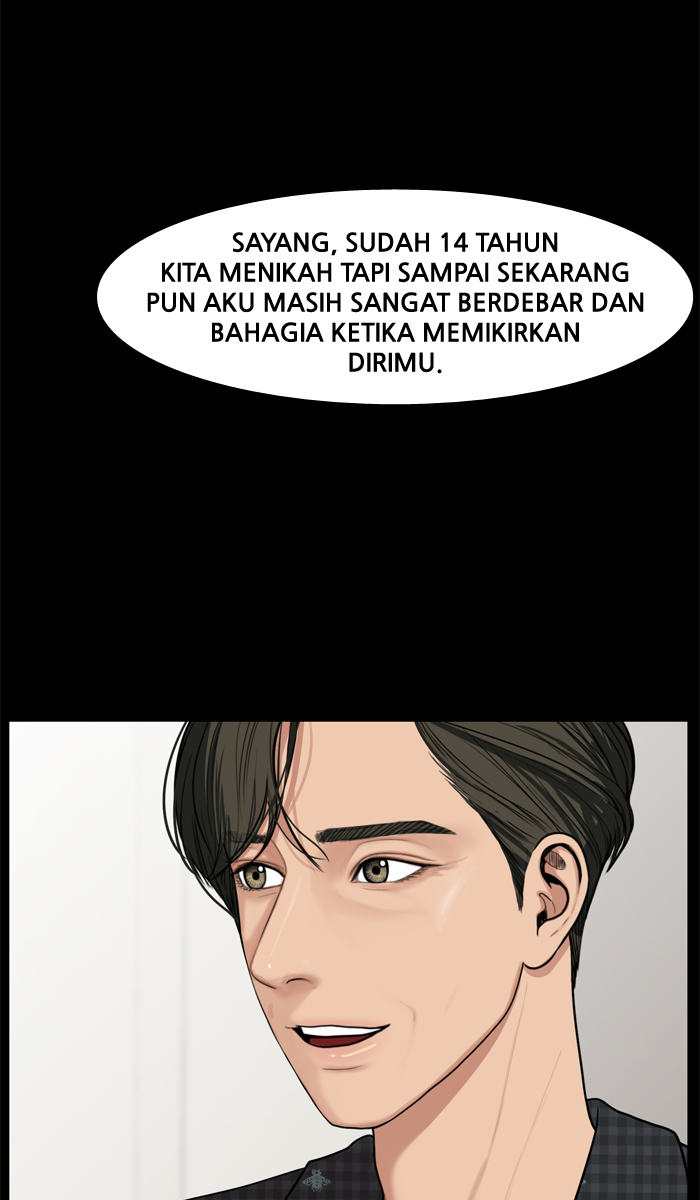 SAYANG, SUDAH 14 TAHUN
KITA MENIKAH TAPI SAMPAI SEKARANG
PUN AKU MASIH SANGAT BERDEBAR DAN
BAHAGIA KETIKA MEMIKIRKAN
DIRIMU.